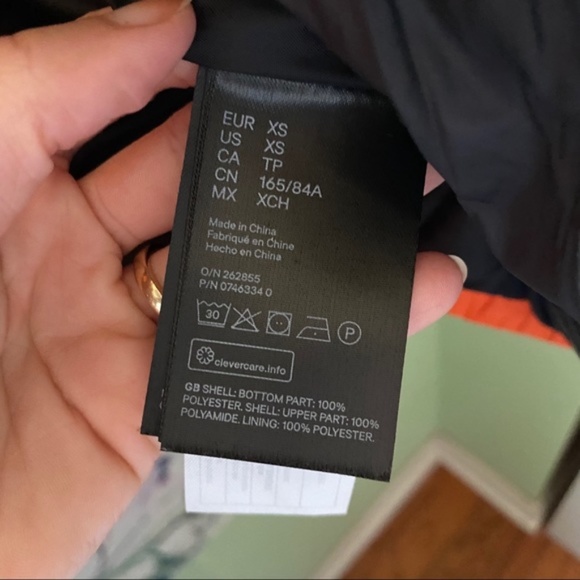 EUR XS
US XS
CA TP
CN 165/84A
MX XCH
Made in China
Fabriqué en Chine
Hecho en China
O/N 262855
P/N 0746334 0
30
P
clevercare.info
GB SHELL: BOTTOM PART: 100%
POLYESTER. SHELL: UPPER PART: 100%
POLYAMIDE. LINING: 100% POLYESTER.